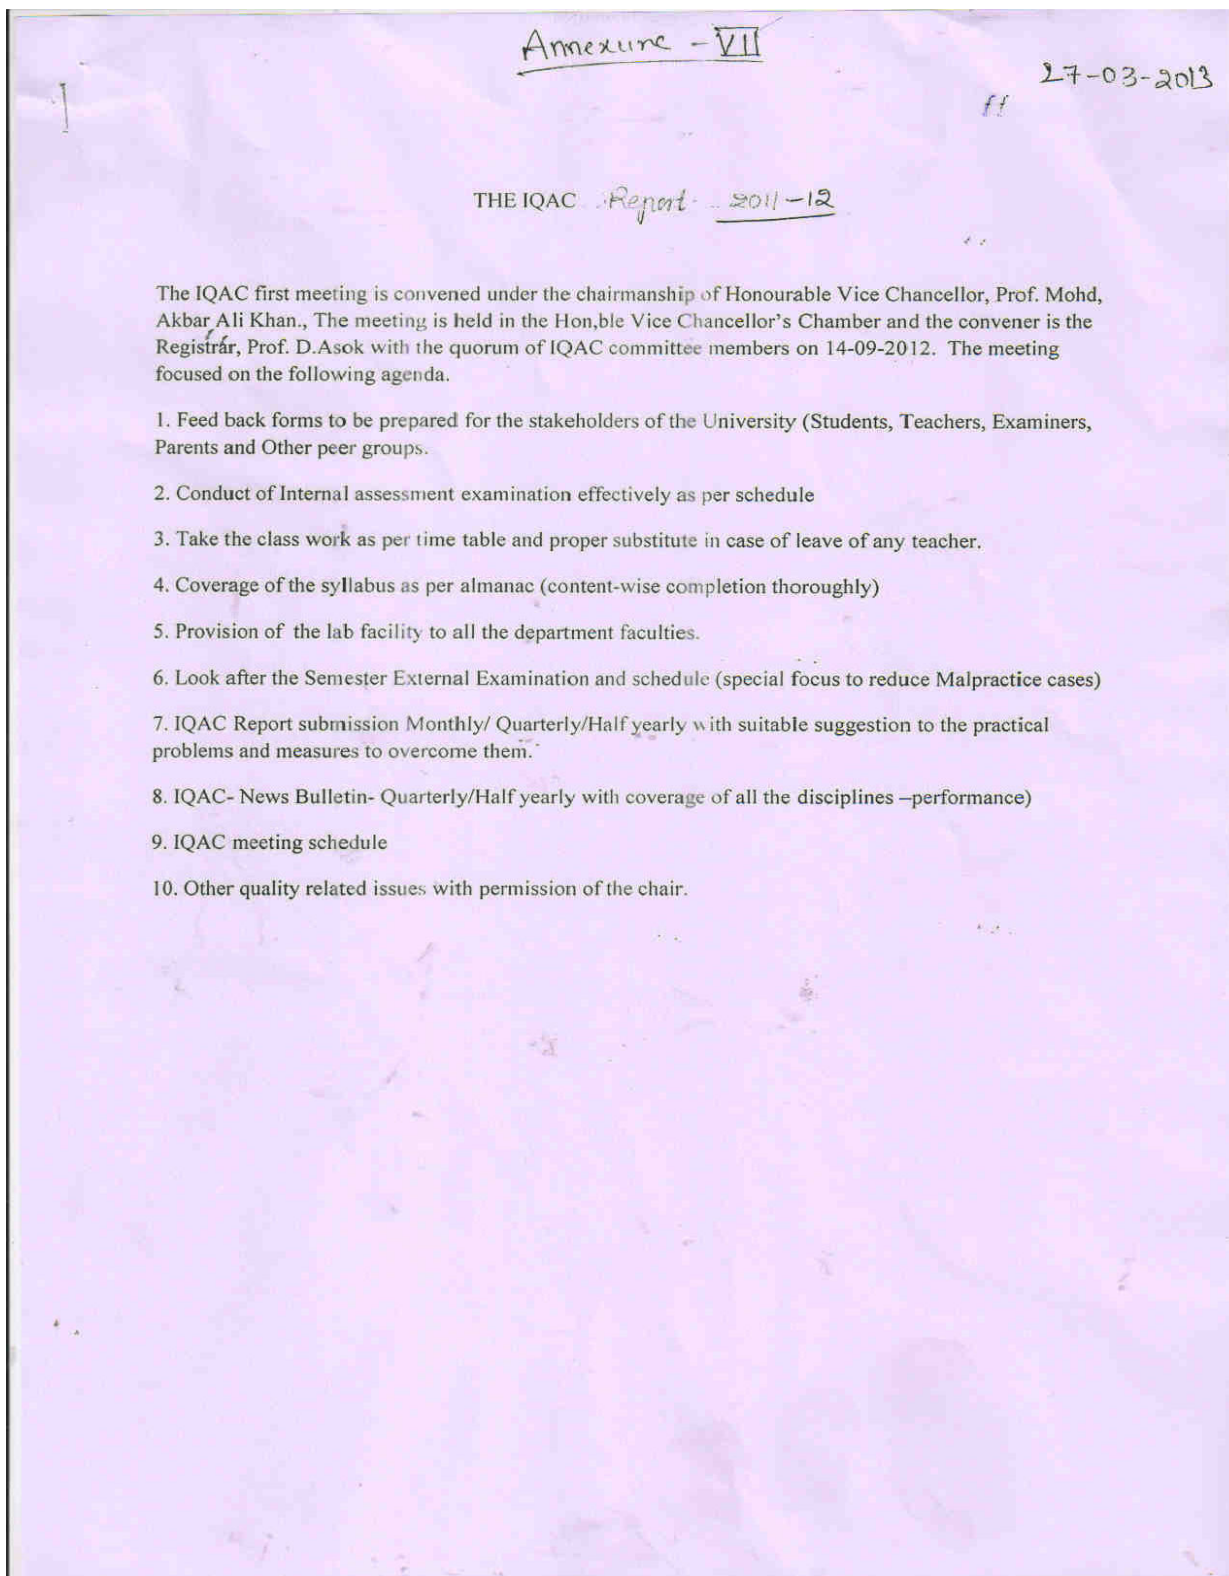 Annexure - VII
27-03-2013
THE IQAC Report 2011-12
The IQAC first meeting is convened under the chairmanship of Honourable Vice Chancellor, Prof. Mohd,
Akbar Ali Khan., The meeting is held in the Hon,ble Vice Chancellor's Chamber and the convener is the
Registrar, Prof. D.Asok with the quorum of IQAC committee members on 14-09-2012. The meeting
focused on the following agenda.
1. Feed back forms to be prepared for the stakeholders of the University (Students, Teachers, Examiners,
Parents and Other peer groups.
2. Conduct of Internal assessment examination effectively as per schedule
3. Take the class work as per time table and proper substitute in case of leave of any teacher.
4. Coverage of the syllabus as per almanac (content-wise completion thoroughly)
5. Provision of the lab facility to all the department faculties.
6. Look after the Semester External Examination and schedule (special focus to reduce Malpractice cases)
7. IQAC Report submission Monthly/ Quarterly/Half yearly with suitable suggestion to the practical
problems and measures to overcome them.
8. IQAC- News Bulletin- Quarterly/Half yearly with coverage of all the disciplines –performance)
9. IQAC meeting schedule
10. Other quality related issues with permission of the chair.